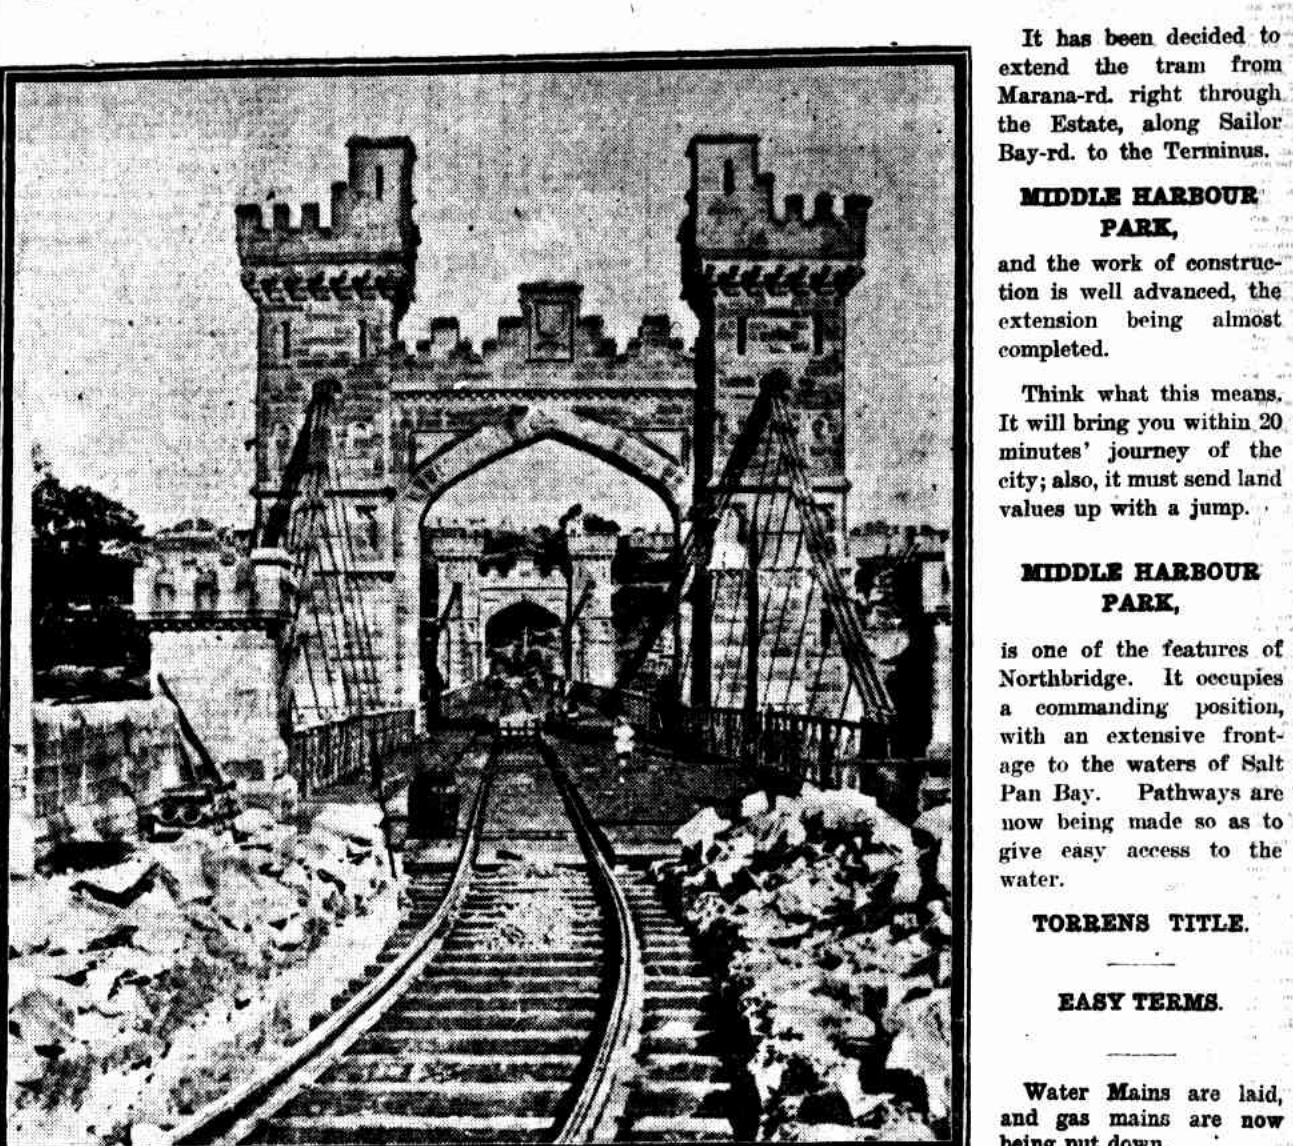 It has been decided to
extend the tram from
Marana-rd. right through
the Estate, along Sailor
Bay-rd. to the Terminus.
MIDDLE HARBOUR
PARK,
and the work of construc-
tion is well advanced, the
extension being almost
completed.
Think what this means.
It will bring you within 20
minutes' journey of the
city; also, it must send land
values up with a jump.
MIDDLE HARBOUR
PARK,
is one of the features of
Northbridge. It occupies
a commanding position,
with an extensive front-
age to the waters of Salt
Pan Bay. Pathways are
now being made so as to
give easy access to the
water.
TORRENS TITLE.
EASY TERMS.
Water Mains are laid,
and gas mains are now
being put down